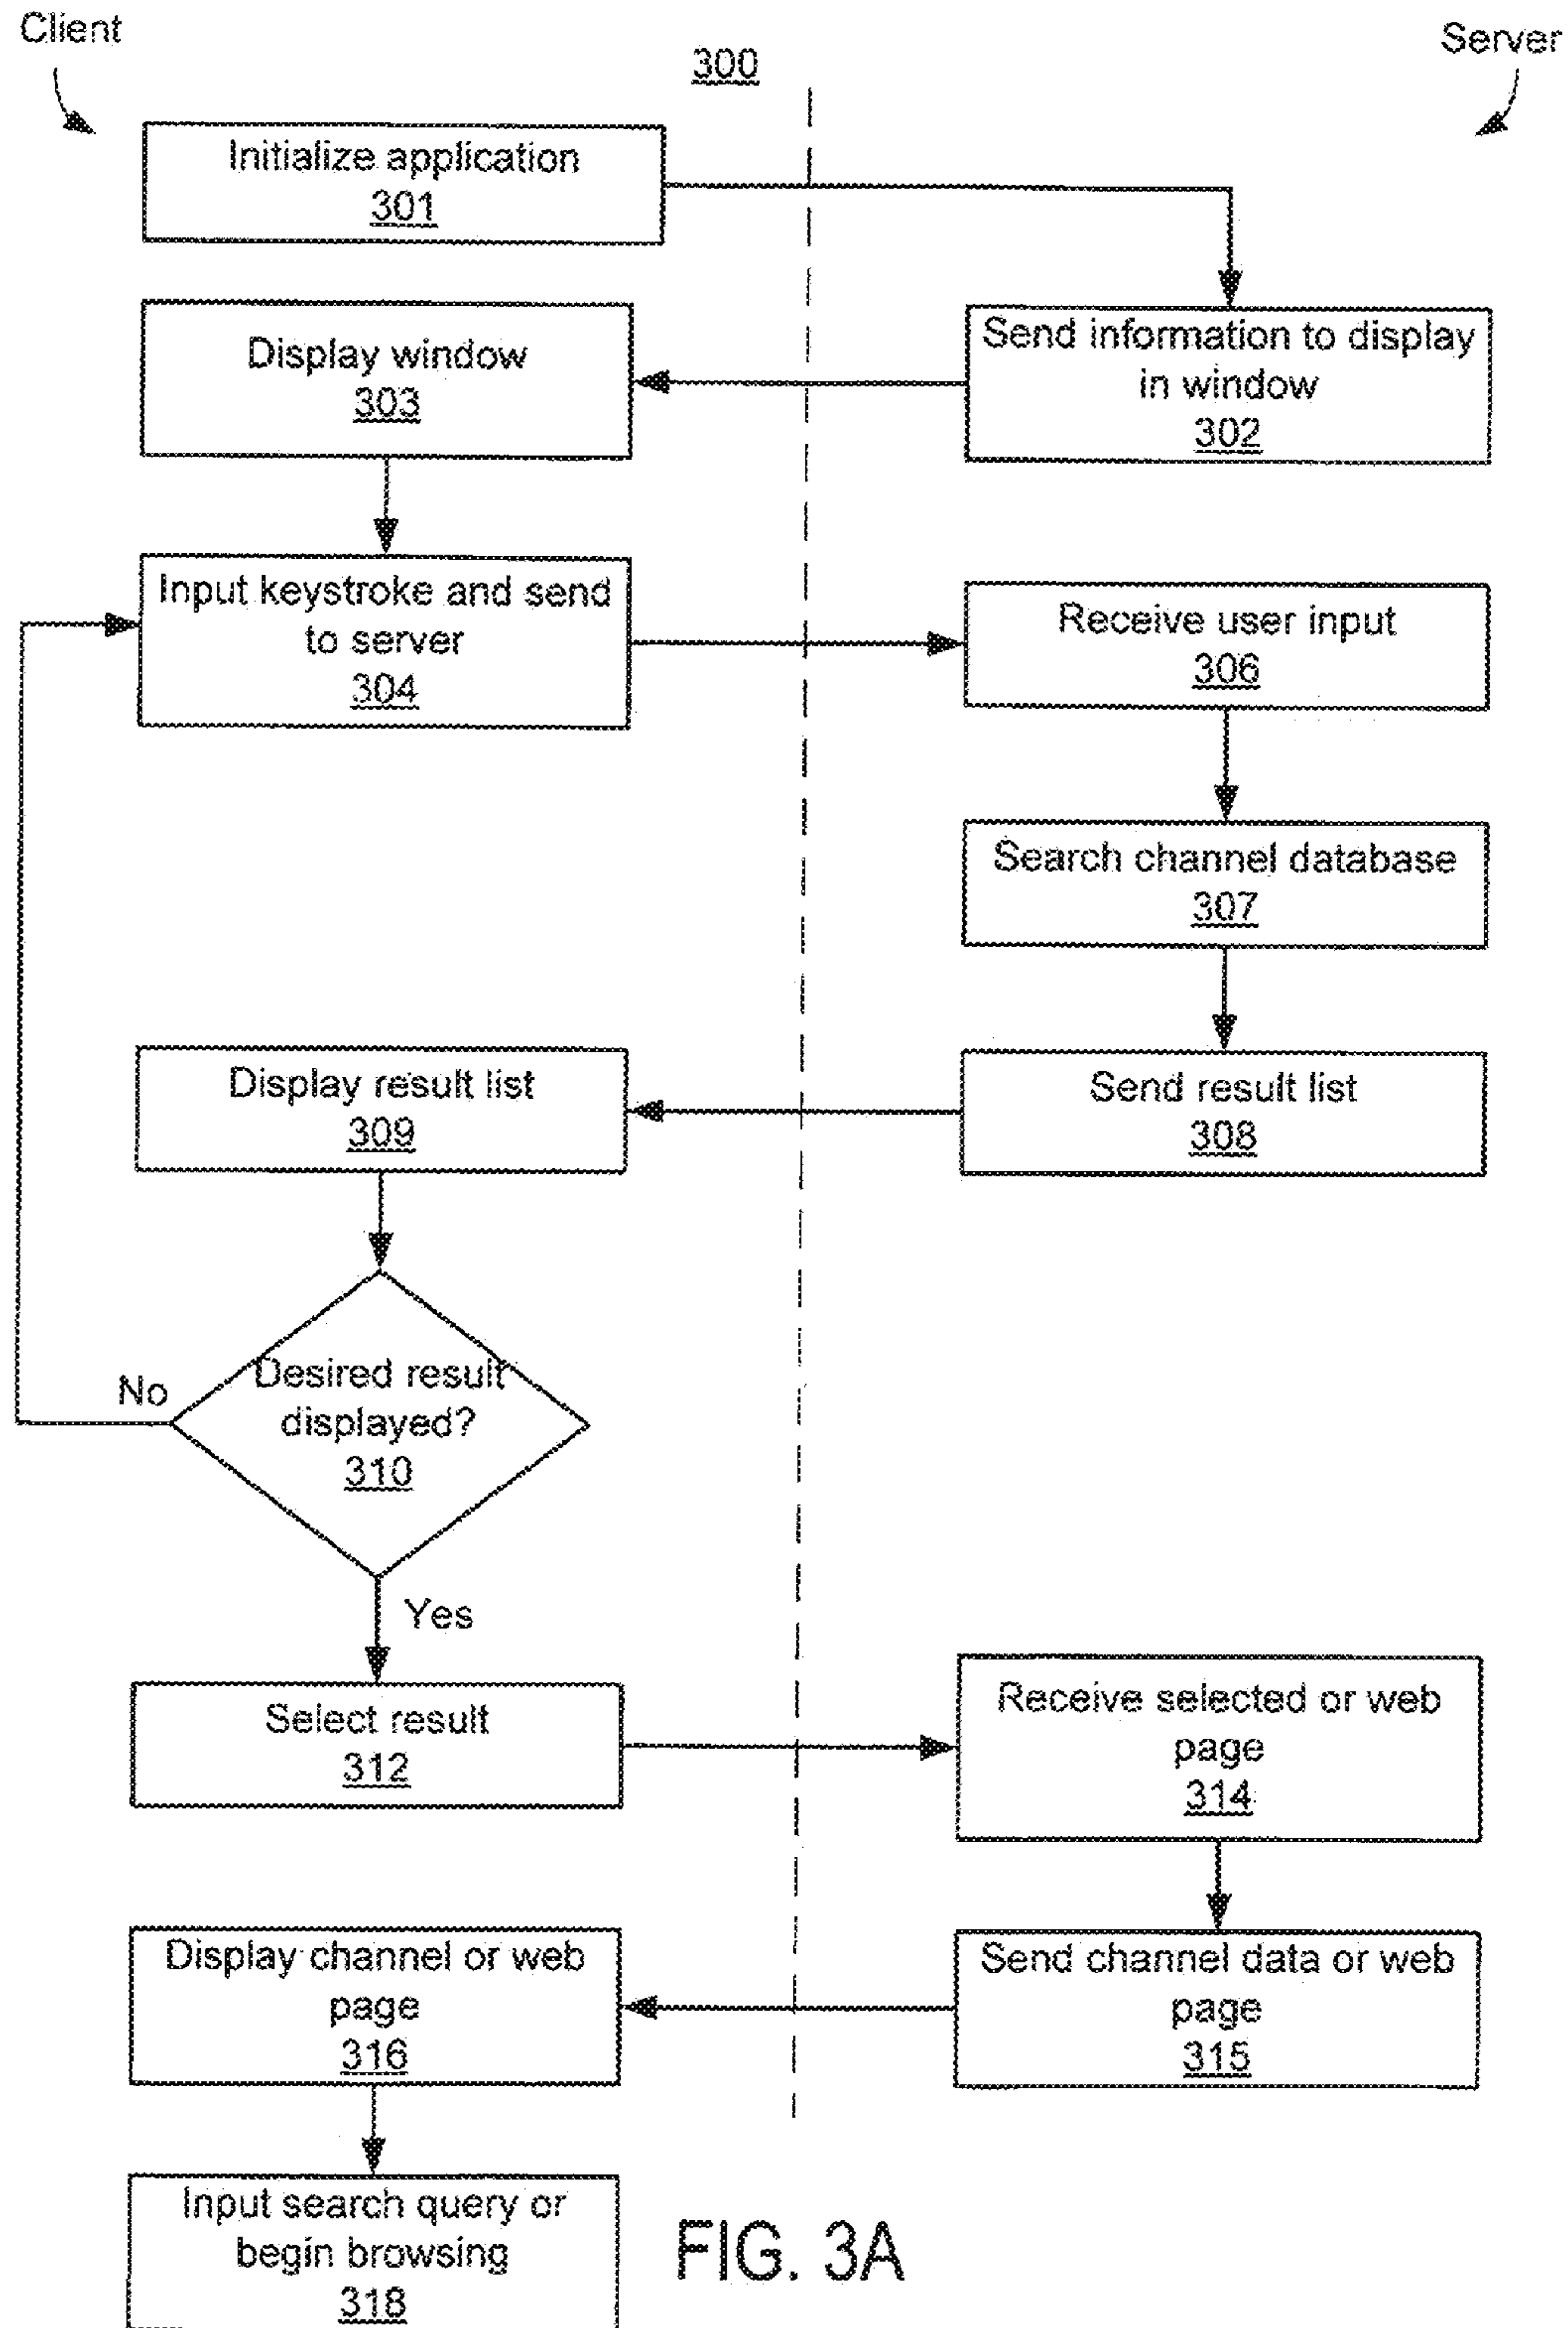 Client
Server
300
Initialize application
301
Display window
303
Send information to display
in window
302
Input keystroke and send
to server
304
Receive user input
306
Search channel database
307
Display result list
309
Send result list
308
Desired result
displayed?
310
No
Yes
Select result
312
Receive selected or web
page
314
Display channel or web
page
316
Send channel data or web
page
315
Input search query or
begin browsing
318
FIG. 3A